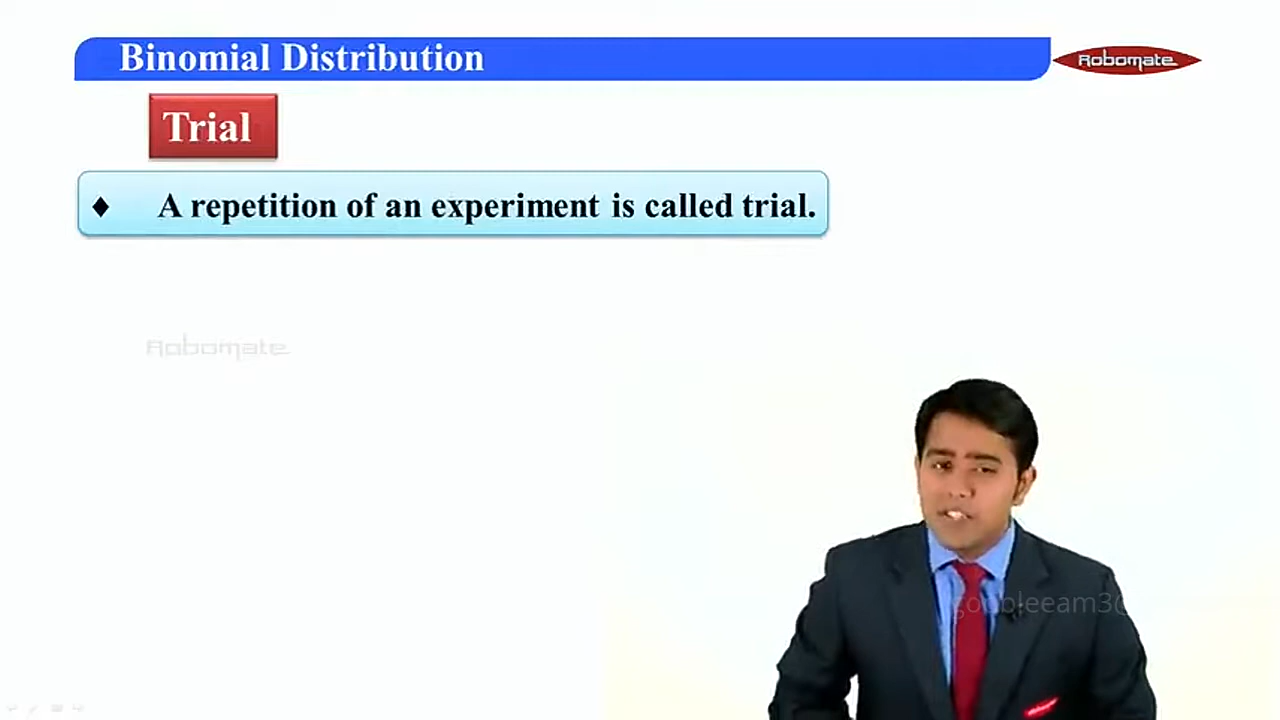 Binomial Distribution
Robomate
Trial
♦ A repetition of an experiment is called trial.
Robomate